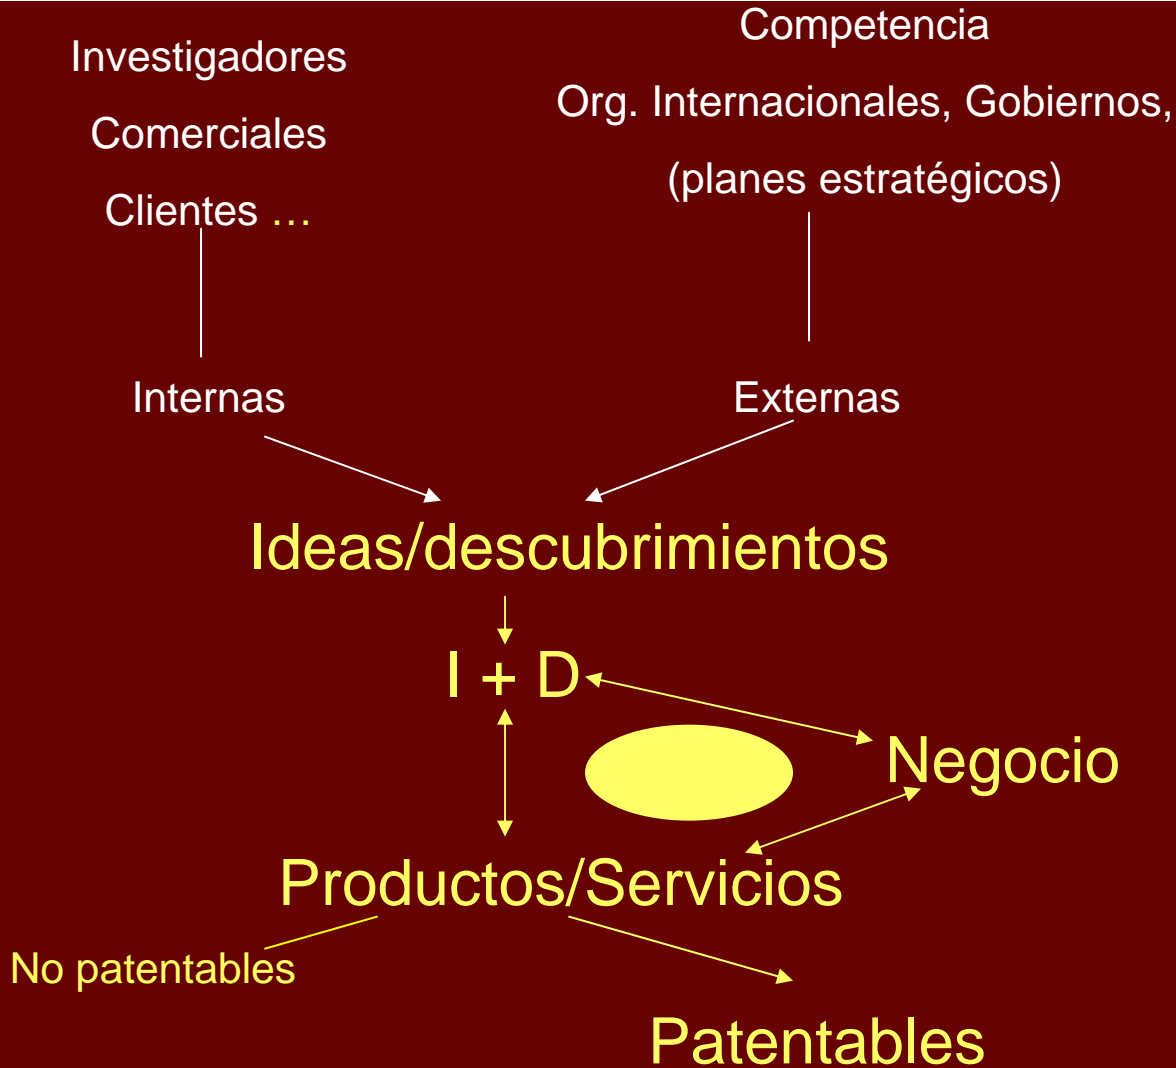 Investigadores
Comerciales
Clientes …
Competencia
Org. Internacionales, Gobiernos,
(planes estratégicos)
Internas
Externas
Ideas/descubrimientos
I + D
Negocio
Productos/Servicios
No patentables
Patentables